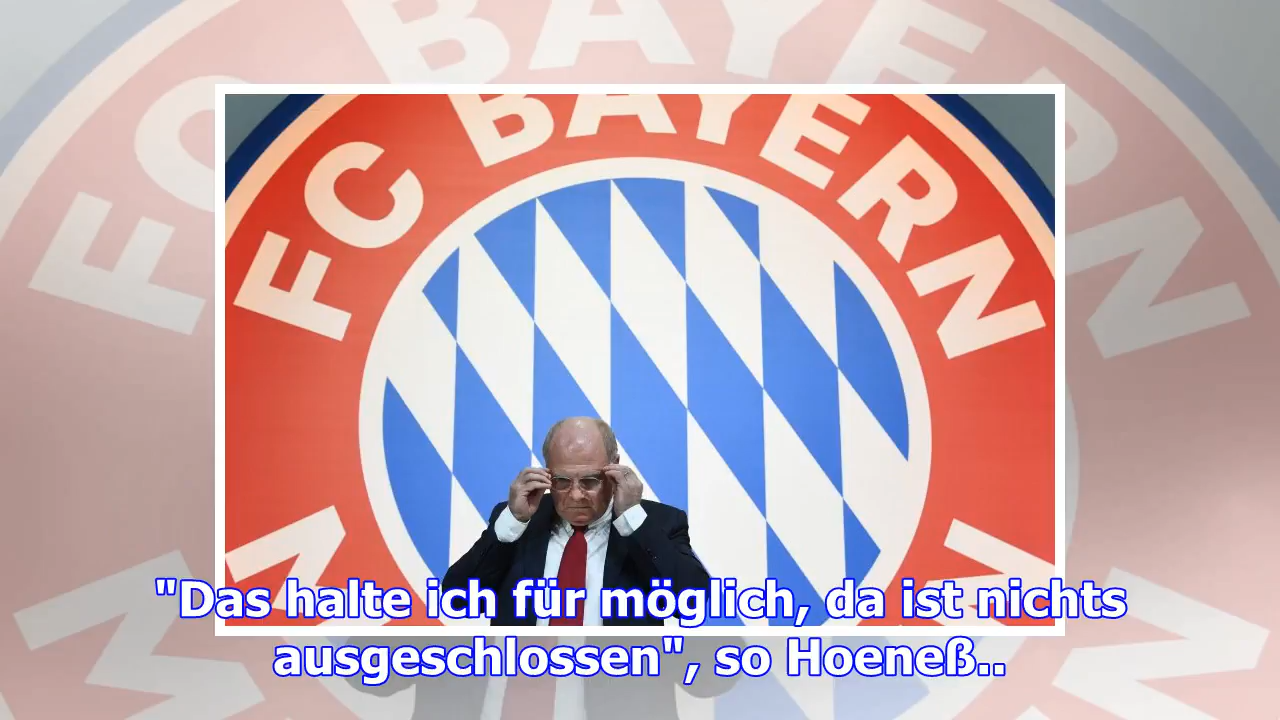 FC BAYERN
"Das halte ich für möglich, da ist nichts
ausgeschlossen", so Hoeneß..